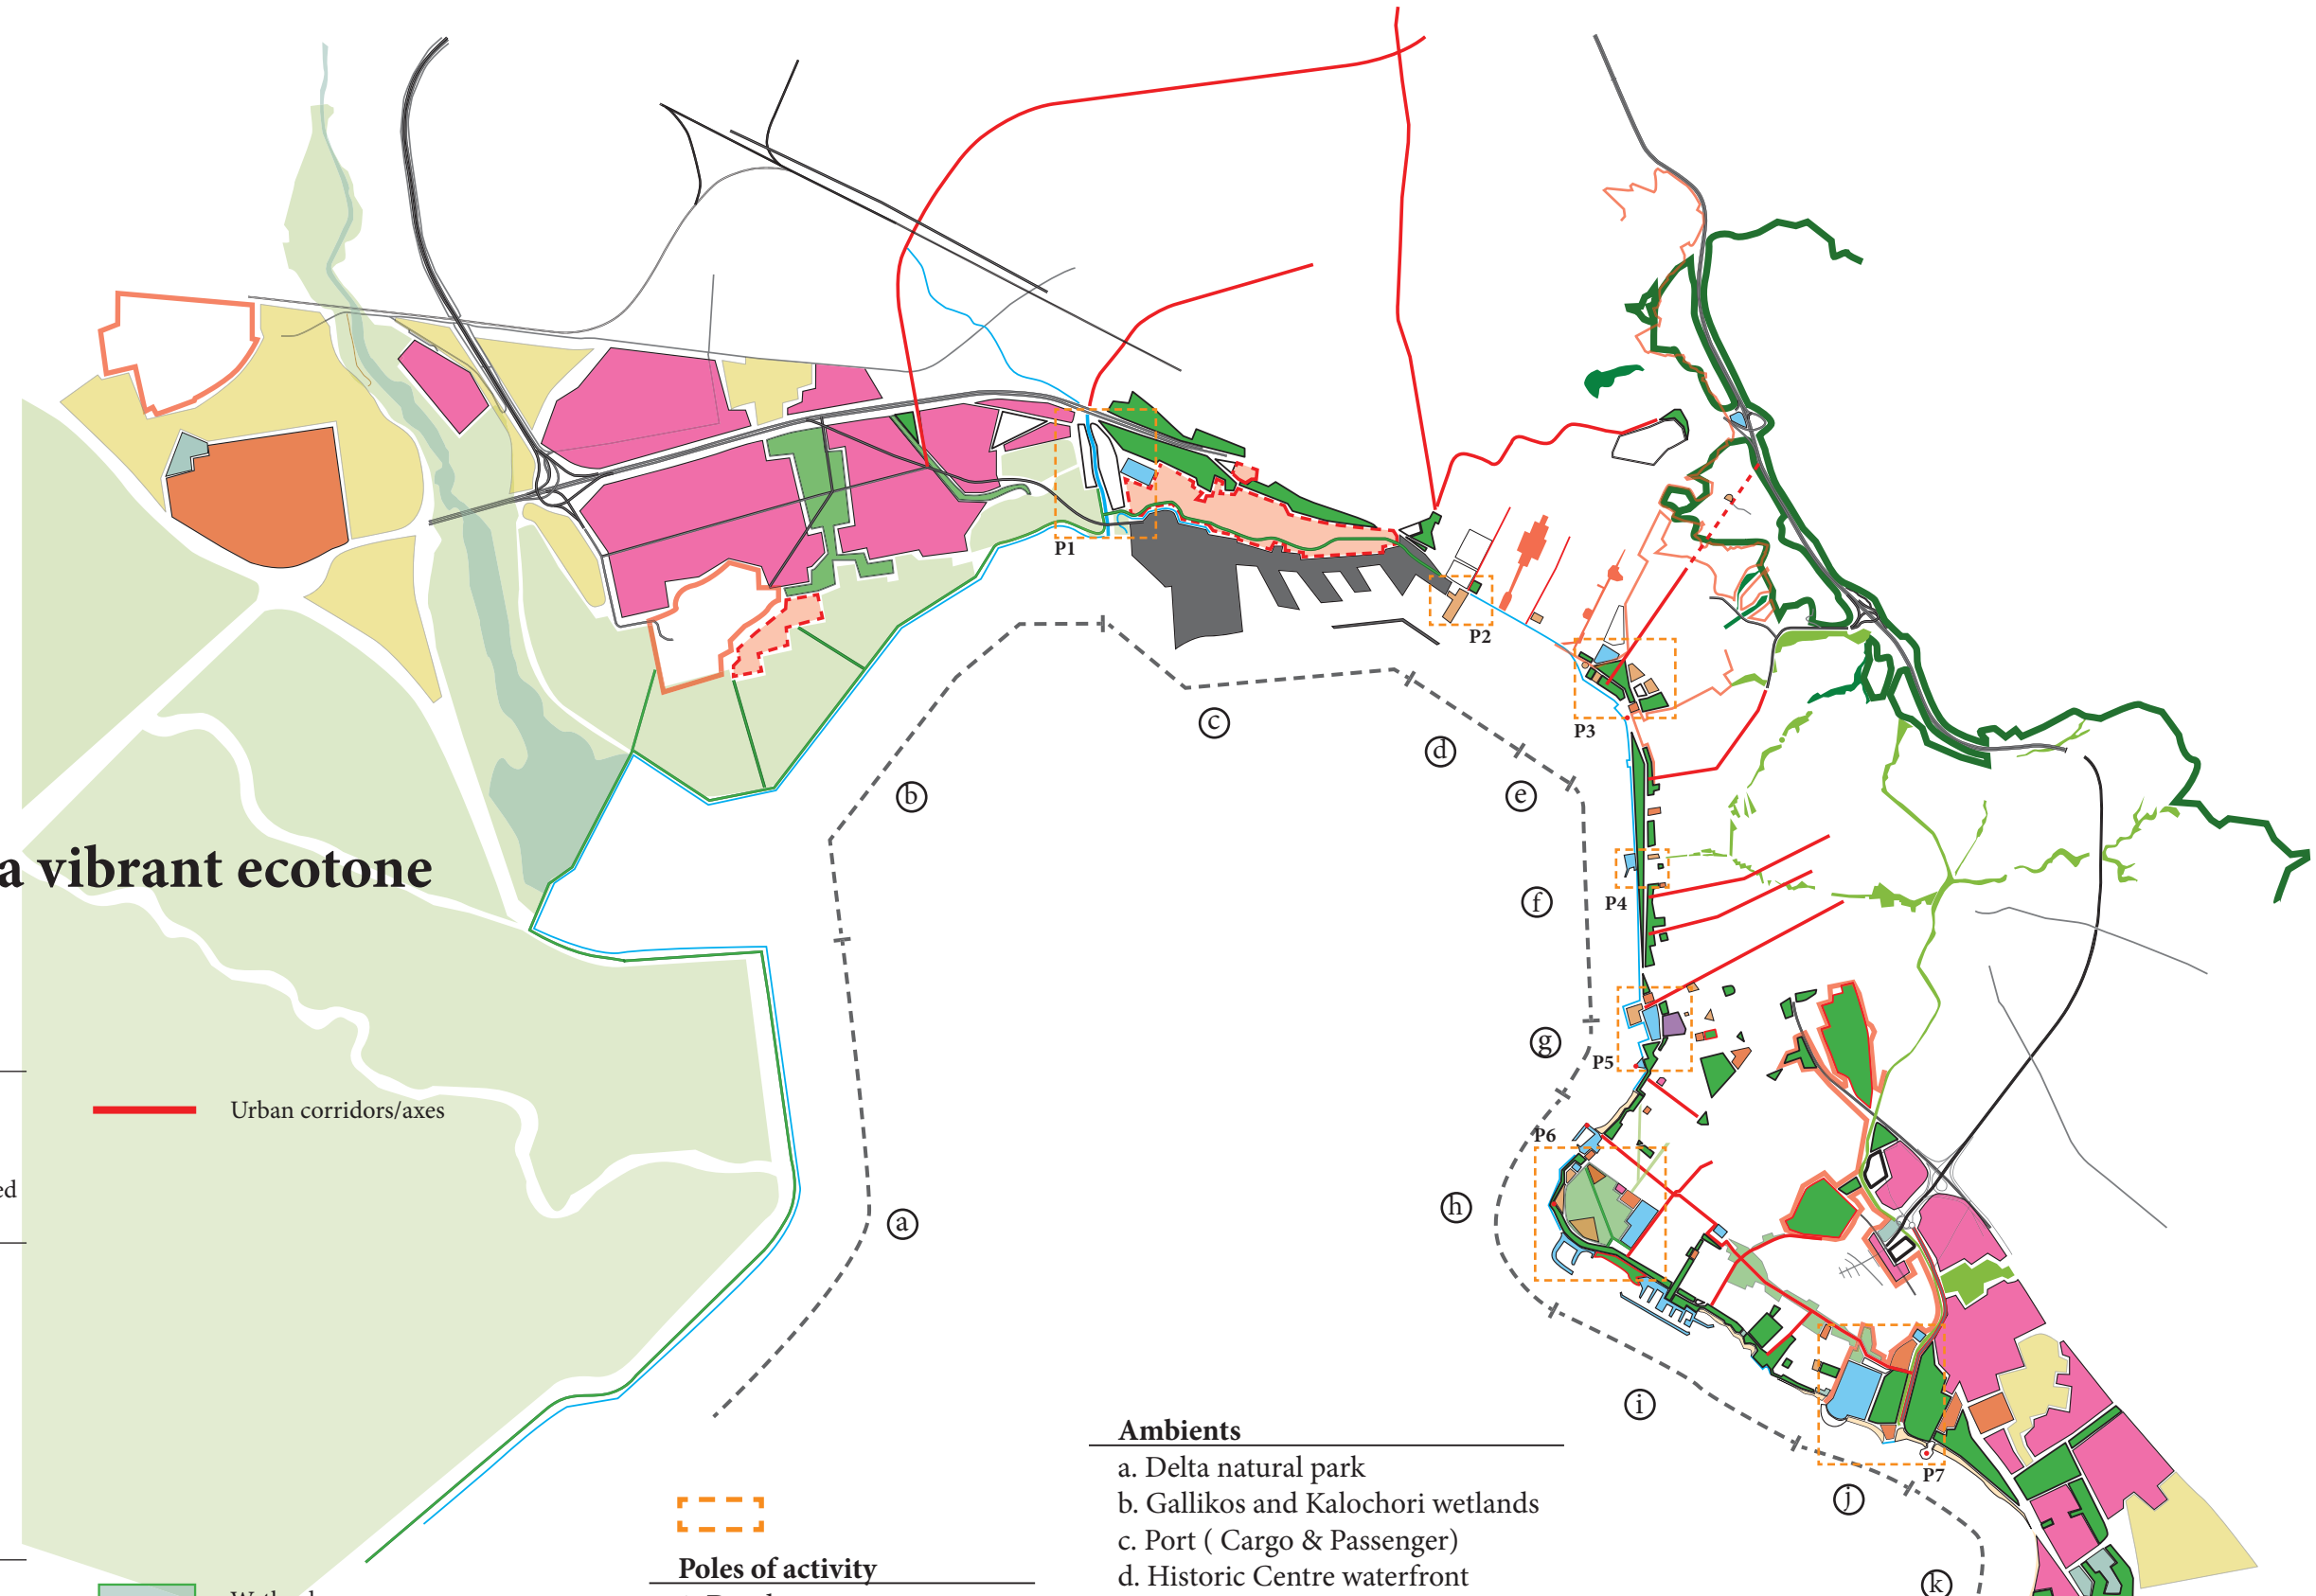 P1
P2
P3
c
d
b
e
a vibrant ecotone
f
P4
g
P5
Urban corridors/axes
P6
ed
h
a
i
Ambients
a. Delta natural park
b. Gallikos and Kalochori wetlands
c. Port ( Cargo & Passenger)
d. Historic Centre waterfront
P7
j
Poles of activity
k